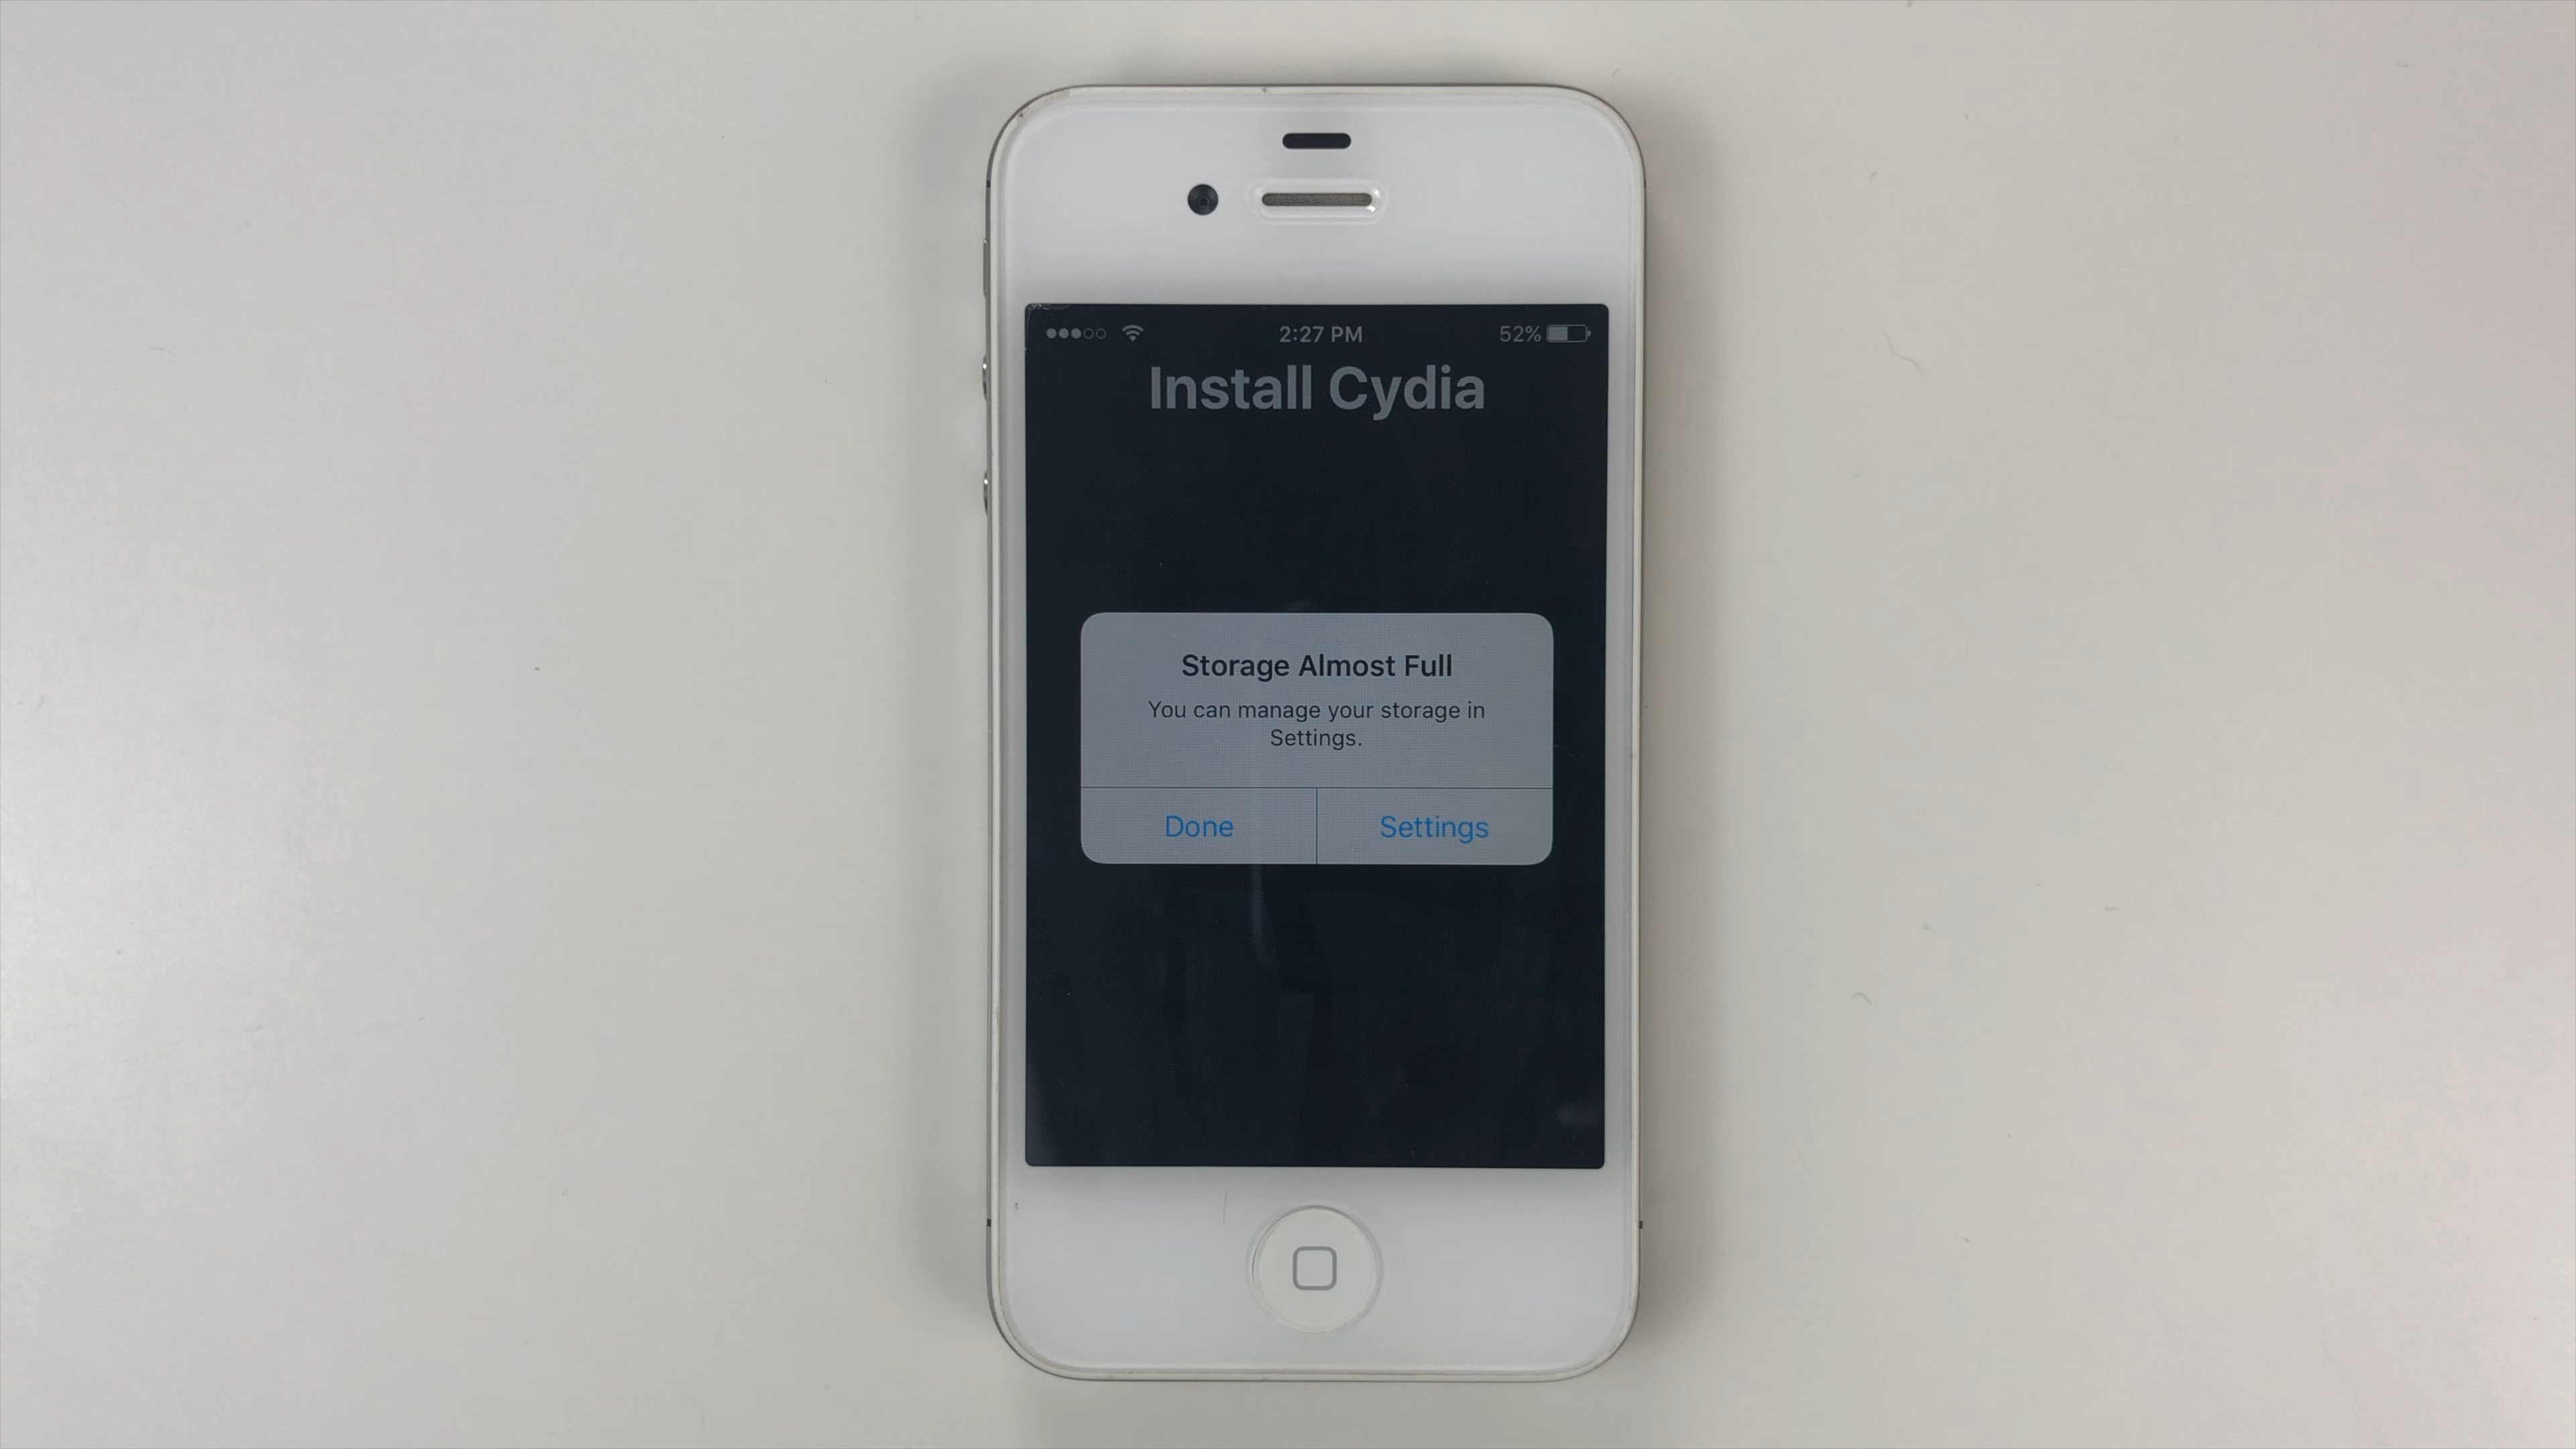 2:27 PM
52%
Install Cydia
Storage Almost Full
You can manage your storage in
Settings.
Done
Settings